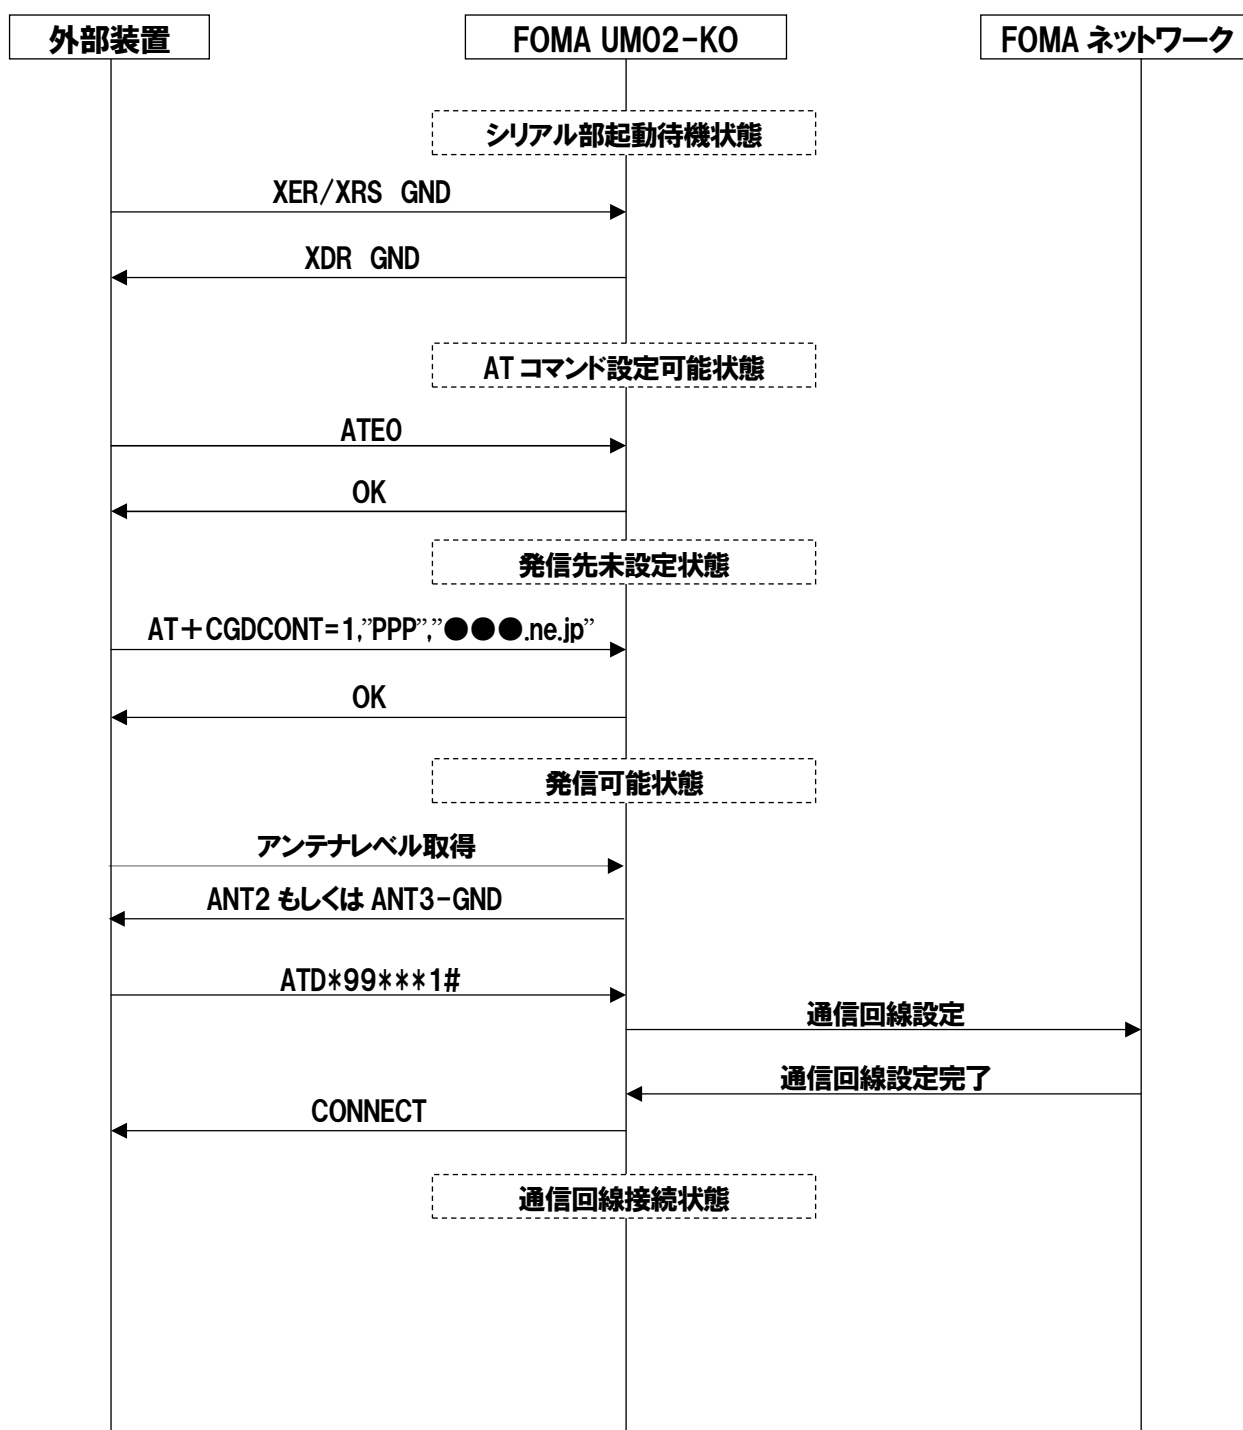 外部装置
FOMA UM02-KO
FOMA ネットワーク
シリアル部起動待機状態
XER/XRS GND
XDR GND
AT コマンド設定可能状態
ATE0
OK
発信先未設定状態
AT＋CGDCONT=1,”PPP”,”●●●.ne.jp”
OK
発信可能状態
アンテナレベル取得
ANT2 もしくは ANT3-GND
ATD*99***1#
通信回線設定
通信回線設定完了
CONNECT
通信回線接続状態